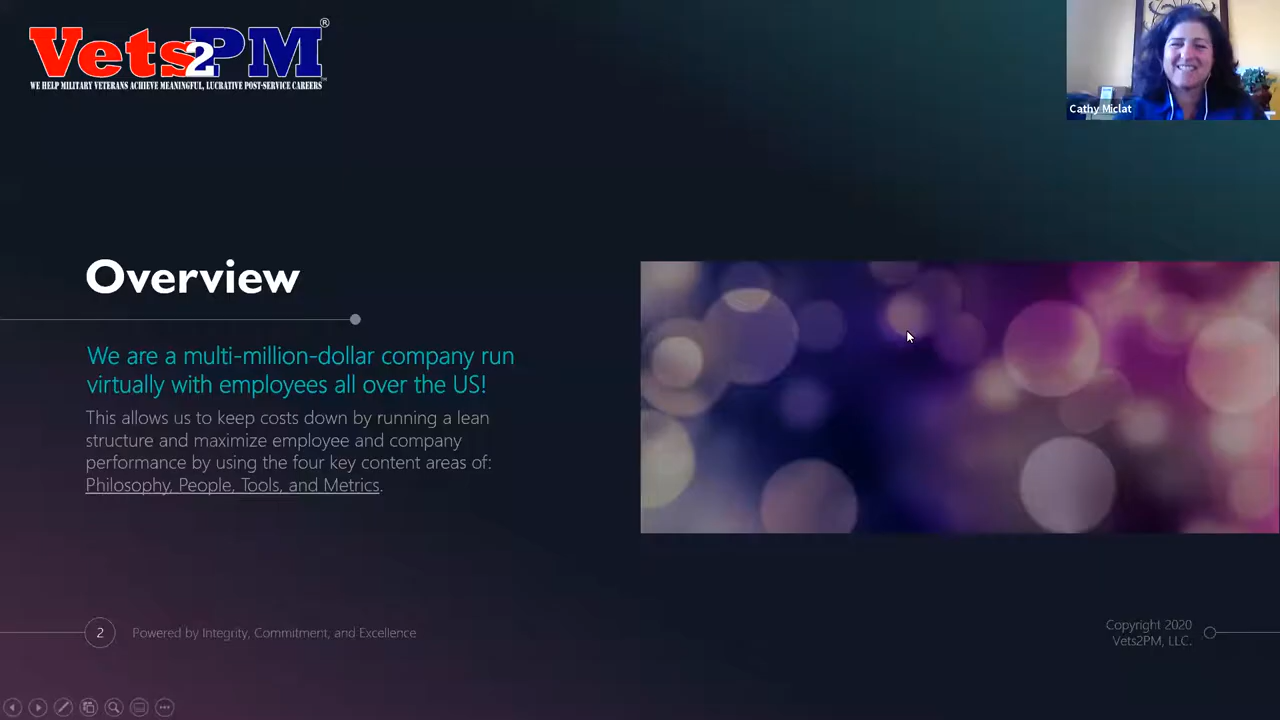 Vets2PM®
WE HELP MILITARY VETERANS ACHIEVE MEANINGFUL, LUCRATIVE POST-SERVICE CAREERS
Cathy Miclat
Overview
We are a multi-million-dollar company run
virtually with employees all over the US!
This allows us to keep costs down by running a lean
structure and maximize employee and company
performance by using the four key content areas of:
Philosophy, People, Tools, and Metrics.
2
Powered by Integrity, Commitment, and Excellence
Copyright 2020
Vets2PM, LLC.